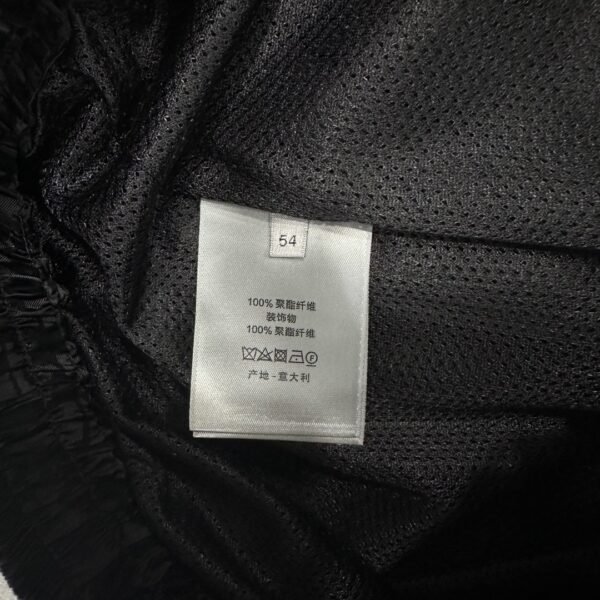 54
100% 聚酯纤维
装饰物
100% 聚酯纤维
产地 - 意大利